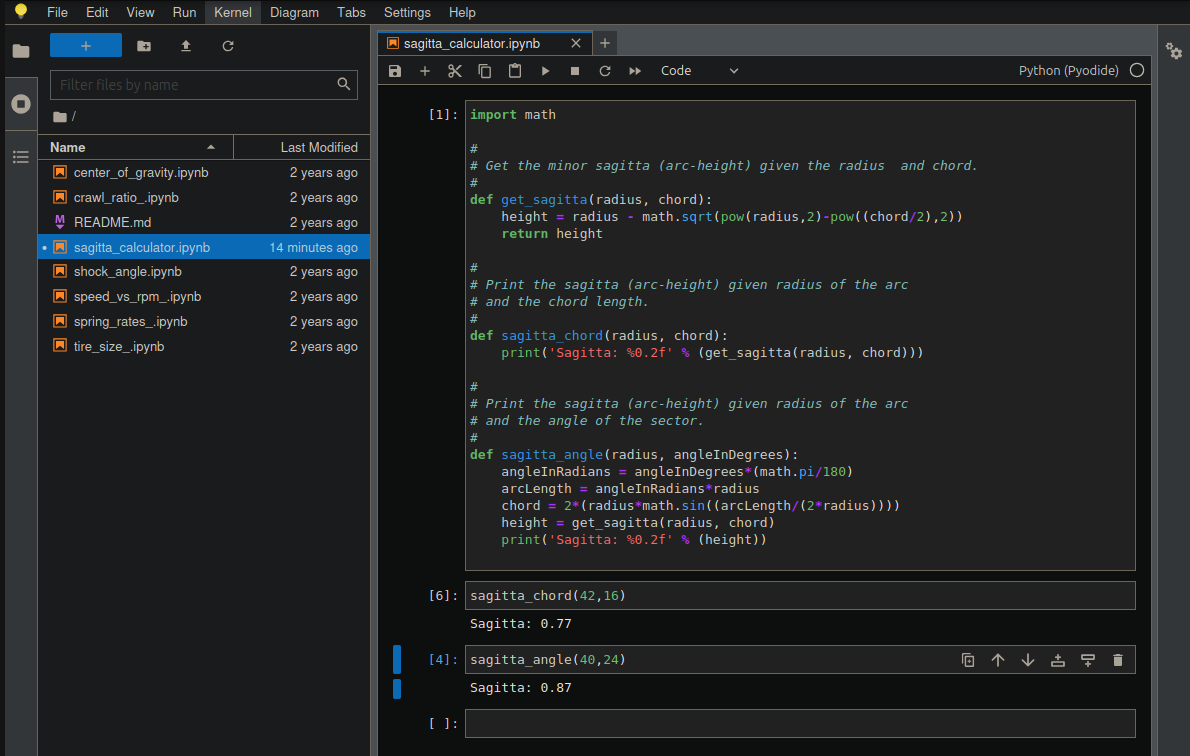 File Edit View Run Kernel Diagram Tabs Settings Help
Filter files by name
/
Name Last Modified
center_of_gravity.ipynb 2 years ago
crawl_ratio_.ipynb 2 years ago
README.md 2 years ago
sagitta_calculator.ipynb 14 minutes ago
shock_angle.ipynb 2 years ago
speed_vs_rpm_.ipynb 2 years ago
spring_rates_.ipynb 2 years ago
tire_size_.ipynb 2 years ago
sagitta_calculator.ipynb
Code Python (Pyodide)
[1]: import math
#
# Get the minor sagitta (arc-height) given the radius  and chord.
#
def get_sagitta(radius, chord):
    height = radius - math.sqrt(pow(radius,2)-pow((chord/2),2))
    return height
#
# Print the sagitta (arc-height) given radius of the arc
# and the chord length.
#
def sagitta_chord(radius, chord):
    print('Sagitta: %0.2f' % (get_sagitta(radius, chord)))
#
# Print the sagitta (arc-height) given radius of the arc
# and the angle of the sector.
#
def sagitta_angle(radius, angleInDegrees):
    angleInRadians = angleInDegrees*(math.pi/180)
    arcLength = angleInRadians*radius
    chord = 2*(radius*math.sin((arcLength/(2*radius))))
    height = get_sagitta(radius, chord)
    print('Sagitta: %0.2f' % (height))
[6]: sagitta_chord(42,16)
Sagitta: 0.77
[4]: sagitta_angle(40,24)
Sagitta: 0.87
[ ]: